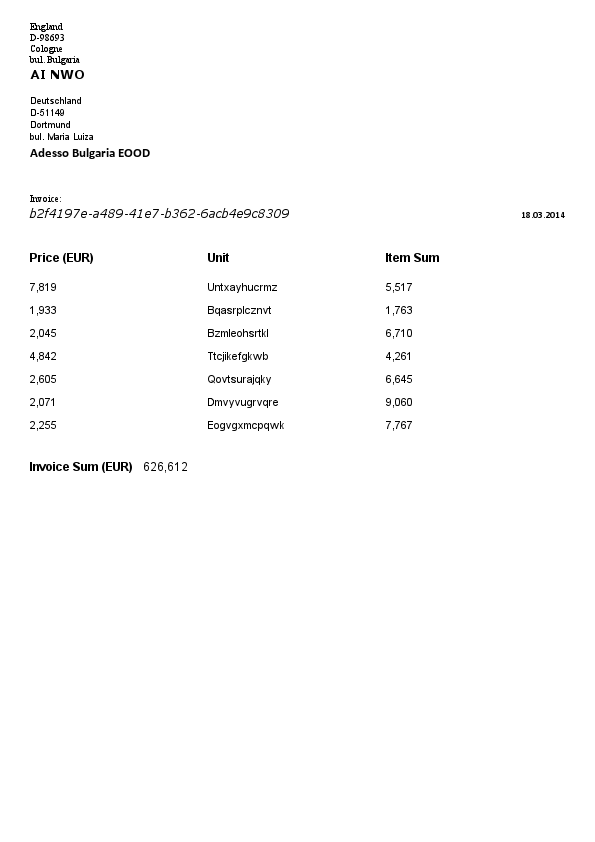 England
D-98693
Cologne
bul. Bulgaria
AI NWO
Deutschland
D-51149
Dortmund
bul. Maria Luiza
Adesso Bulgaria EOOD
Invoice:
b2f4197e-a489-41e7-b362-6acb4e9c8309 18.03.2014
Price (EUR) Unit Item Sum
7,819 Untxayhucrmz 5,517
1,933 Bqasrplcznvt 1,763
2,045 Bzmleohsrtkl 6,710
4,842 Ttcjikefgkwb 4,261
2,605 Qovtsurajqky 6,645
2,071 Dmvyvugrvqre 9,060
2,255 Eogvgxmcpqwk 7,767
Invoice Sum (EUR) 626,612